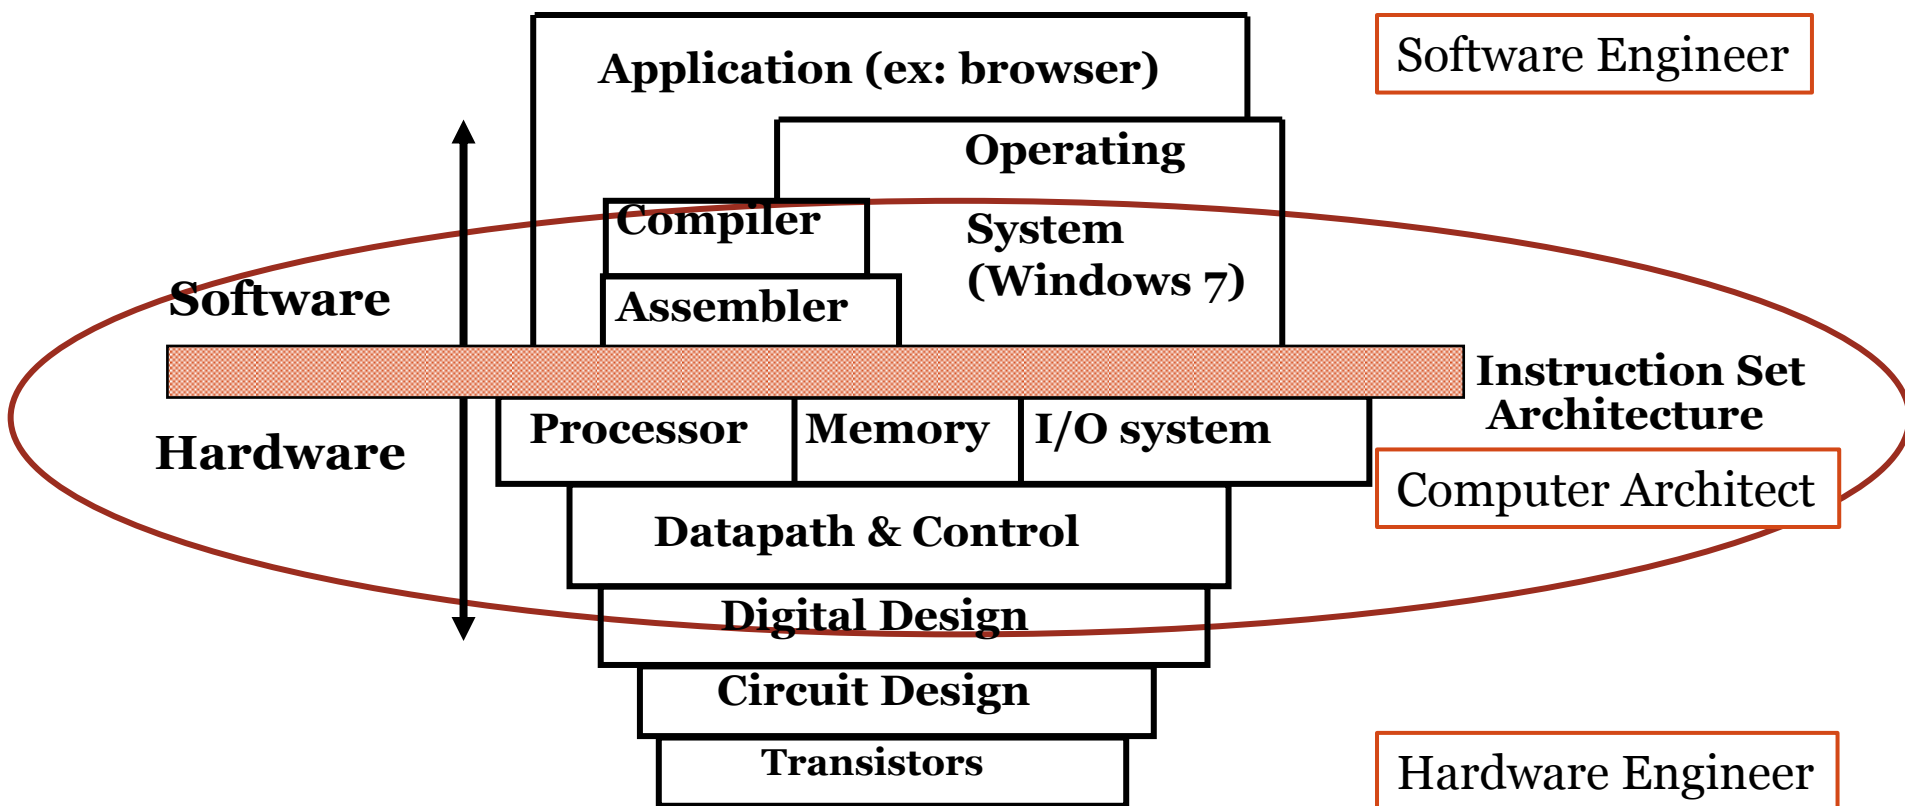 Application (ex: browser)
Software Engineer
Operating
System
(Windows 7)
Compiler
Assembler
Software
Instruction Set
Architecture
Hardware
Processor
Memory
I/O system
Computer Architect
Datapath & Control
Digital Design
Circuit Design
Transistors
Hardware Engineer